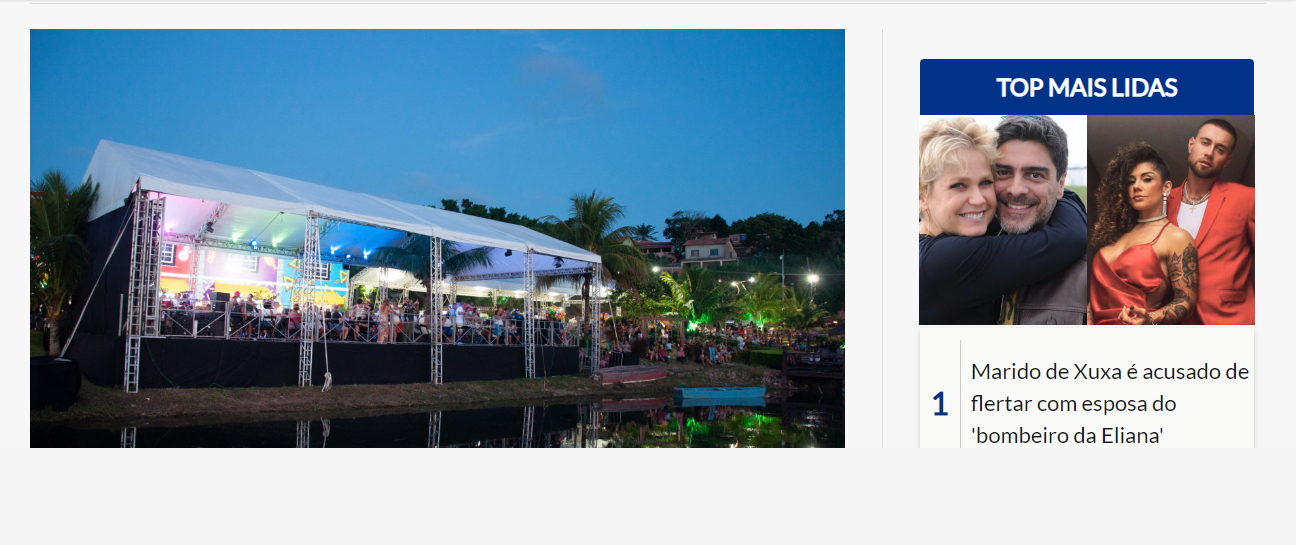 TOP MAIS LIDAS
1
Marido de Xuxa é acusado de
flertar com esposa do
'bombeiro da Eliana'